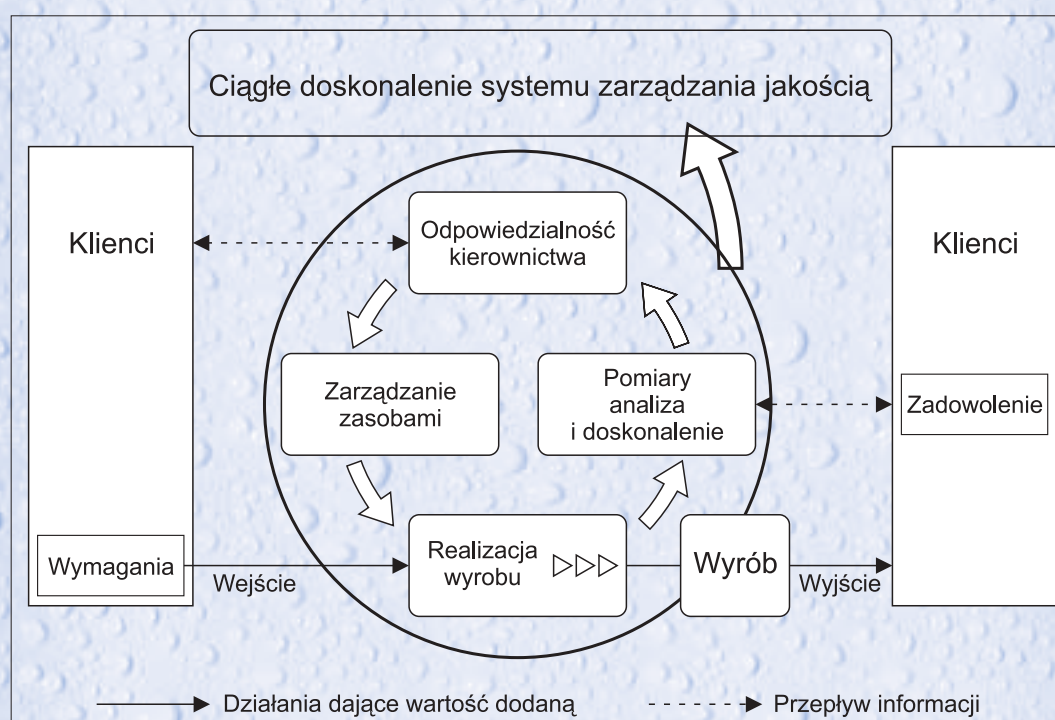 Ciągłe doskonalenie systemu zarządzania jakością
Klienci
Odpowiedzialność
kierownictwa
Klienci
Zarządzanie
zasobami
Pomiary
analiza
i doskonalenie
Zadowolenie
Wymagania
Wejście
Realizacja
wyrobu
Wyrób
Wyjście
Działania dające wartość dodaną
Przepływ informacji